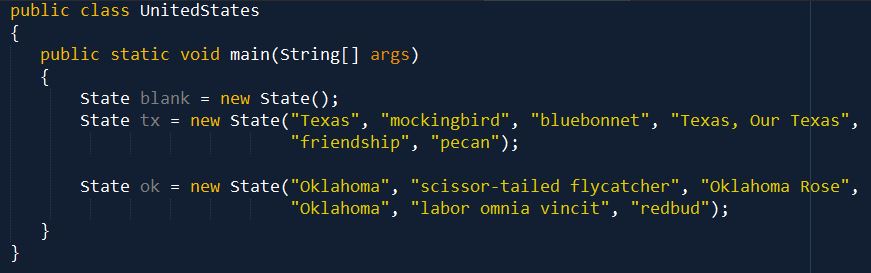 public class UnitedStates
{
public static void main(String[] args)
{
State blank = new State();
State tx = new State("Texas", "mockingbird", "bluebonnet", "Texas, Our Texas",
"friendship", "pecan");
State ok = new State("Oklahoma", "scissor-tailed flycatcher", "Oklahoma Rose",
"Oklahoma", "labor omnia vincit", "redbud");
}
}